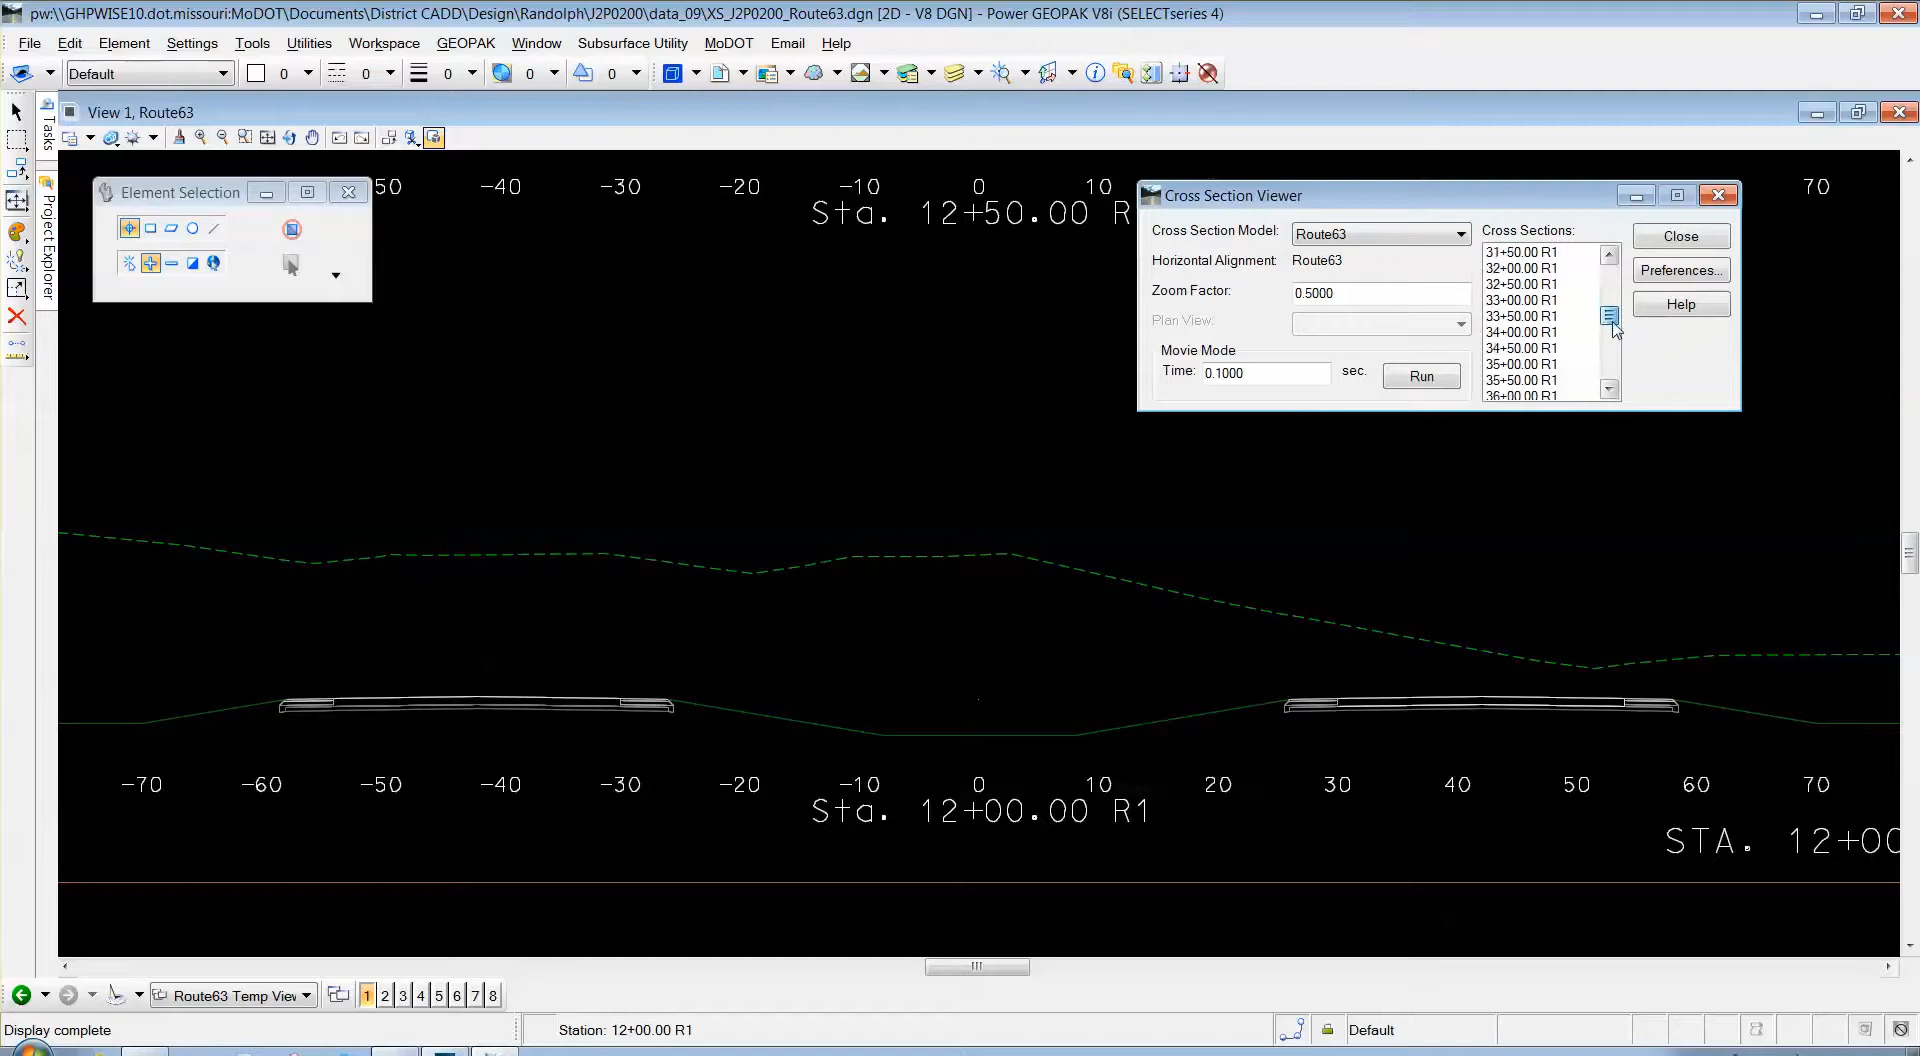 pw:\\GHPWISE10.dot.missouri:MoDOT\Documents\District CADD\Design\Randolph\J2P0200\data_09\XS_J2P0200_Route63.dgn [2D - V8 DGN] - Power GEOPAK V8i (SELECTseries 4)
File Edit Element Settings Tools Utilities Workspace GEOPAK Window Subsurface Utility MoDOT Email Help
Default 0 0 0 0 0
View 1, Route63
Tasks
Project Explorer
Element Selection
50 -40 -30 -20 -10 0 10 70
Sta. 12+50.00 R
Cross Section Viewer
Cross Section Model: Route63
Horizontal Alignment: Route63
Zoom Factor: 0.5000
Plan View:
Movie Mode
Time: 0.1000 sec. Run
Cross Sections:
31+50.00 R1
32+00.00 R1
32+50.00 R1
33+00.00 R1
33+50.00 R1
34+00.00 R1
34+50.00 R1
35+00.00 R1
35+50.00 R1
36+00.00 R1
Close
Preferences...
Help
-70 -60 -50 -40 -30 -20 -10 0 10 20 30 40 50 60 70
Sta. 12+00.00 R1
STA. 12+00
Route63 Temp View 1 2 3 4 5 6 7 8
Display complete Station: 12+00.00 R1 Default